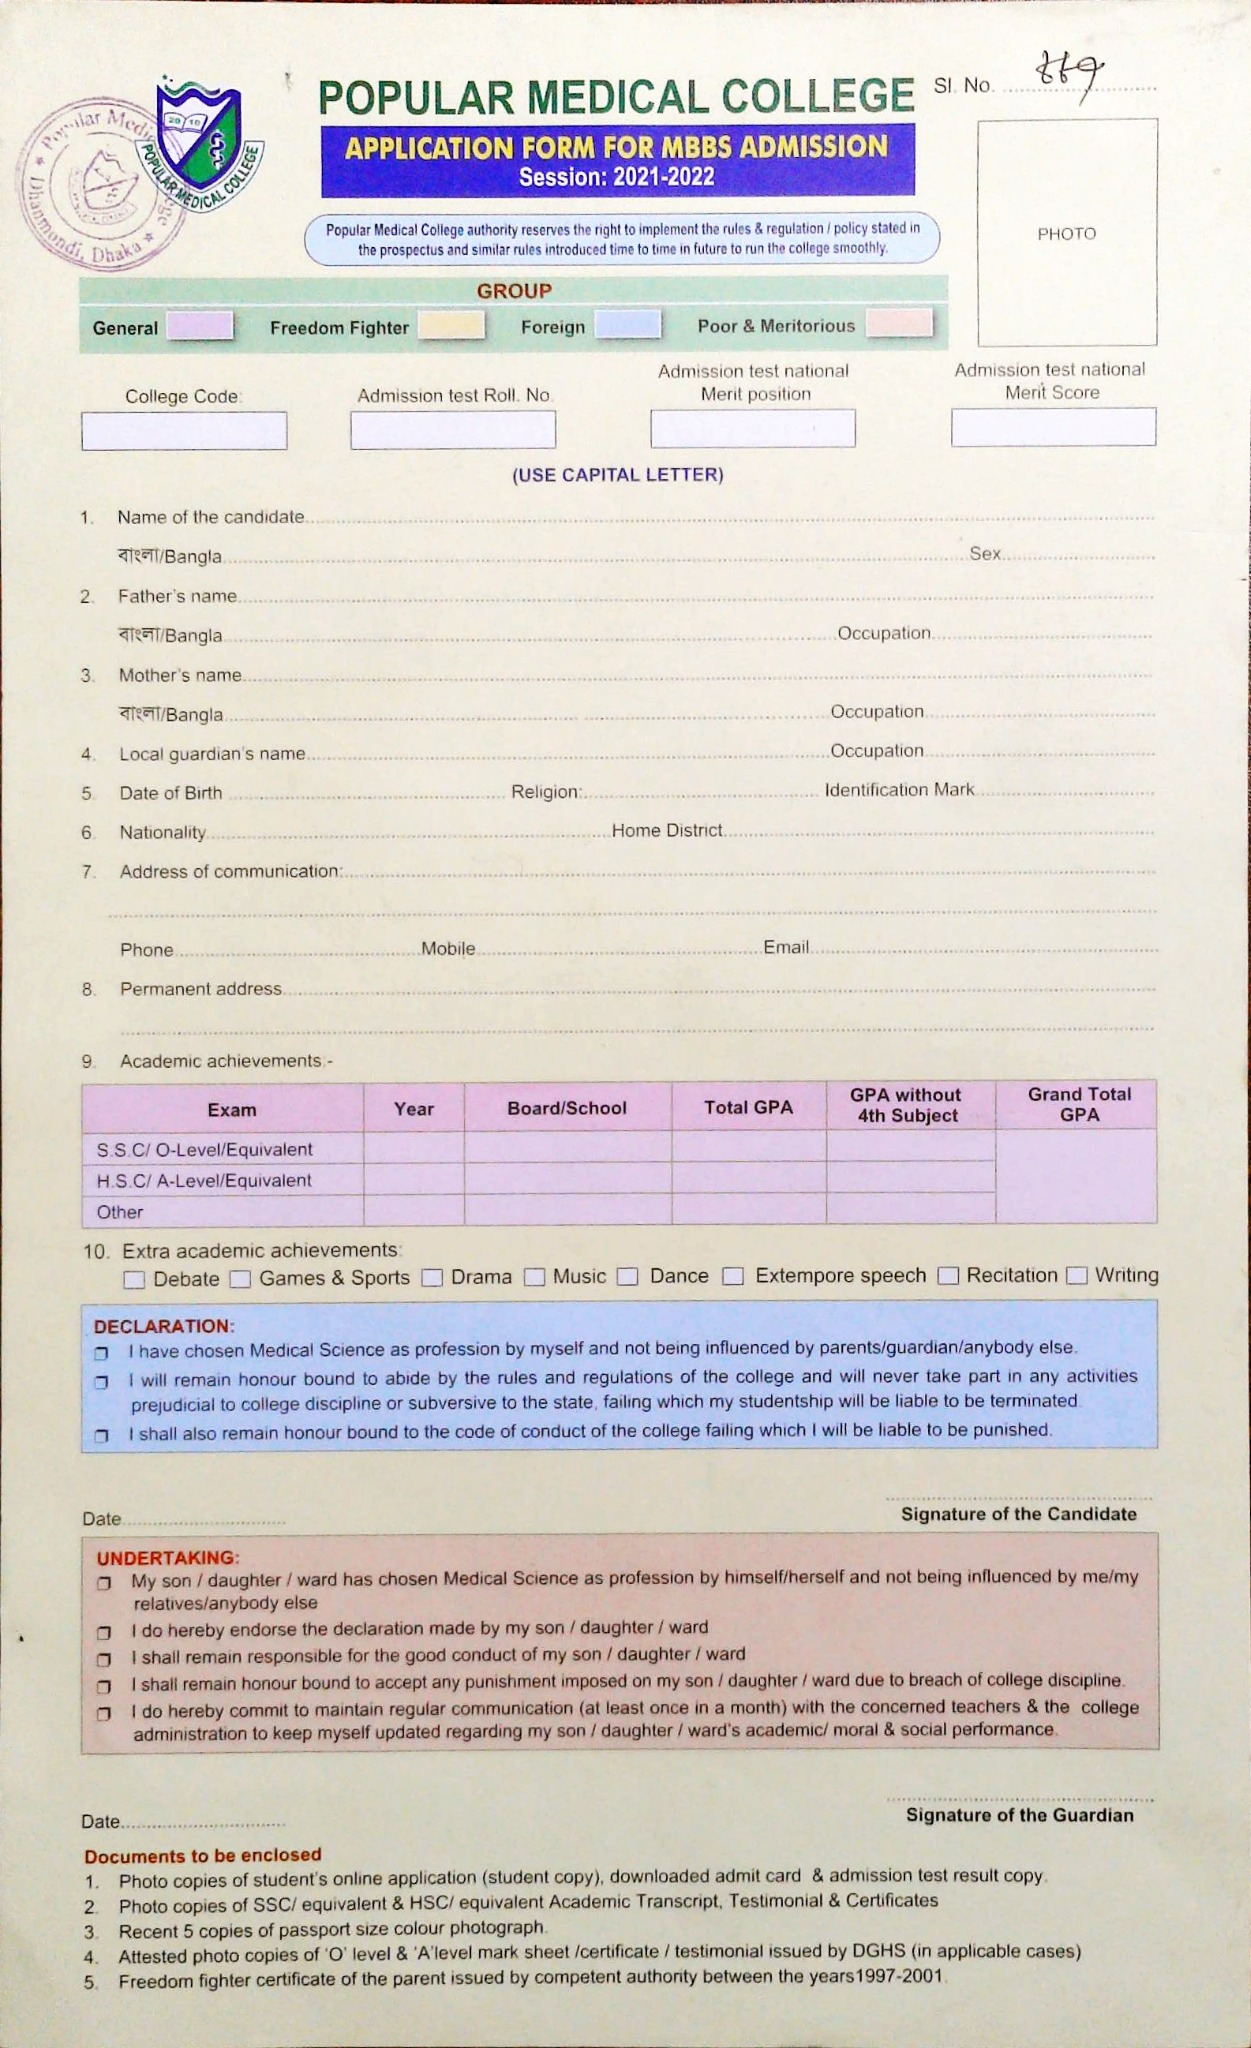 POPULAR MEDICAL COLLEGE
Sl. No. 889
APPLICATION FORM FOR MBBS ADMISSION
Session: 2021-2022
Popular Medical College
Dhanmondi, Dhaka
2010
POPULAR MEDICAL COLLEGE
Popular Medical College authority reserves the right to implement the rules & regulation / policy stated in
the prospectus and similar rules introduced time to time in future to run the college smoothly.
PHOTO
GROUP
General Freedom Fighter Foreign Poor & Meritorious
College Code: Admission test Roll. No. Admission test national Merit position Admission test national Merit Score
(USE CAPITAL LETTER)
1. Name of the candidate
বাংলা/Bangla Sex
2. Father's name
বাংলা/Bangla Occupation
3. Mother's name
বাংলা/Bangla Occupation
4. Local guardian's name Occupation
5. Date of Birth Religion: Identification Mark
6. Nationality Home District
7. Address of communication:
Phone Mobile Email
8. Permanent address
9. Academic achievements:-
Exam Year Board/School Total GPA GPA without 4th Subject Grand Total GPA
S.S.C/ O-Level/Equivalent
H.S.C/ A-Level/Equivalent
Other
10. Extra academic achievements:
Debate Games & Sports Drama Music Dance Extempore speech Recitation Writing
DECLARATION:
I have chosen Medical Science as profession by myself and not being influenced by parents/guardian/anybody else.
I will remain honour bound to abide by the rules and regulations of the college and will never take part in any activities
prejudicial to college discipline or subversive to the state, failing which my studentship will be liable to be terminated.
I shall also remain honour bound to the code of conduct of the college failing which I will be liable to be punished.
Date Signature of the Candidate
UNDERTAKING:
My son / daughter / ward has chosen Medical Science as profession by himself/herself and not being influenced by me/my
relatives/anybody else
I do hereby endorse the declaration made by my son / daughter / ward
I shall remain responsible for the good conduct of my son / daughter / ward
I shall remain honour bound to accept any punishment imposed on my son / daughter / ward due to breach of college discipline.
I do hereby commit to maintain regular communication (at least once in a month) with the concerned teachers & the college
administration to keep myself updated regarding my son / daughter / ward's academic/ moral & social performance.
Date Signature of the Guardian
Documents to be enclosed
1. Photo copies of student's online application (student copy), downloaded admit card & admission test result copy.
2. Photo copies of SSC/ equivalent & HSC/ equivalent Academic Transcript, Testimonial & Certificates
3. Recent 5 copies of passport size colour photograph.
4. Attested photo copies of 'O' level & 'A'level mark sheet /certificate / testimonial issued by DGHS (in applicable cases)
5. Freedom fighter certificate of the parent issued by competent authority between the years1997-2001.